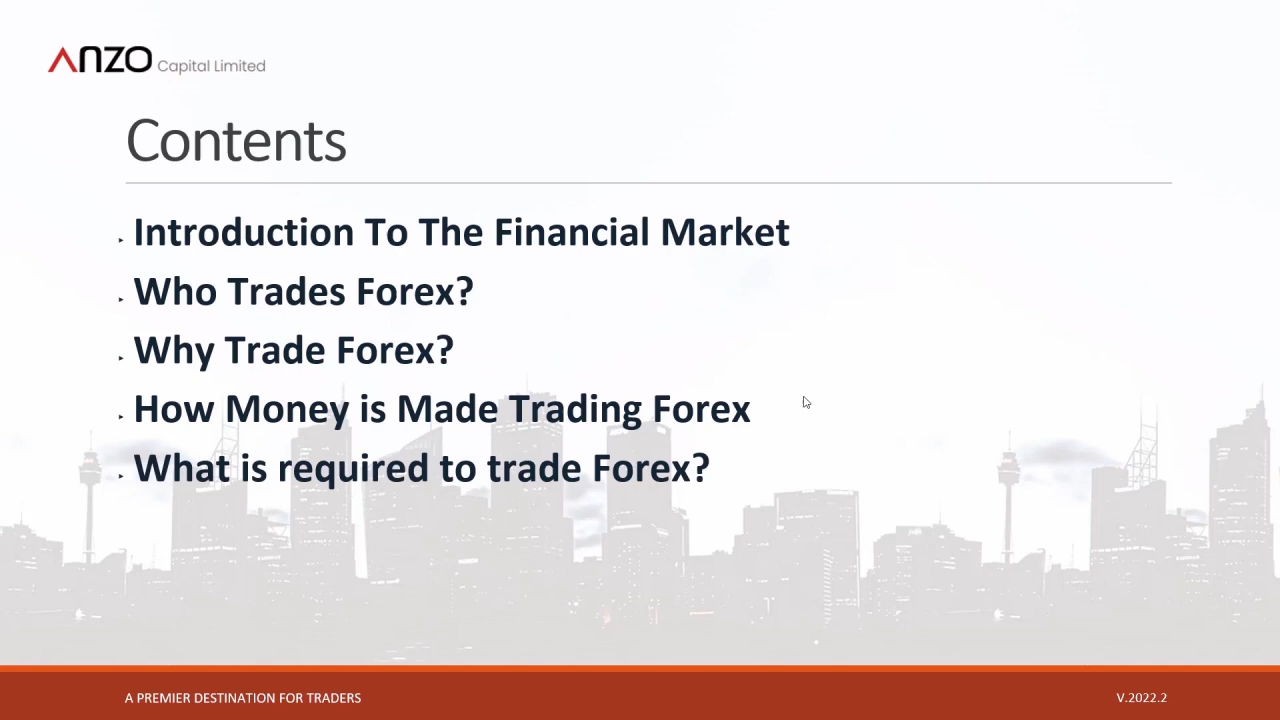 ANZO Capital Limited
Contents
Introduction To The Financial Market
Who Trades Forex?
Why Trade Forex?
How Money is Made Trading Forex
What is required to trade Forex?
A PREMIER DESTINATION FOR TRADERS
V.2022.2